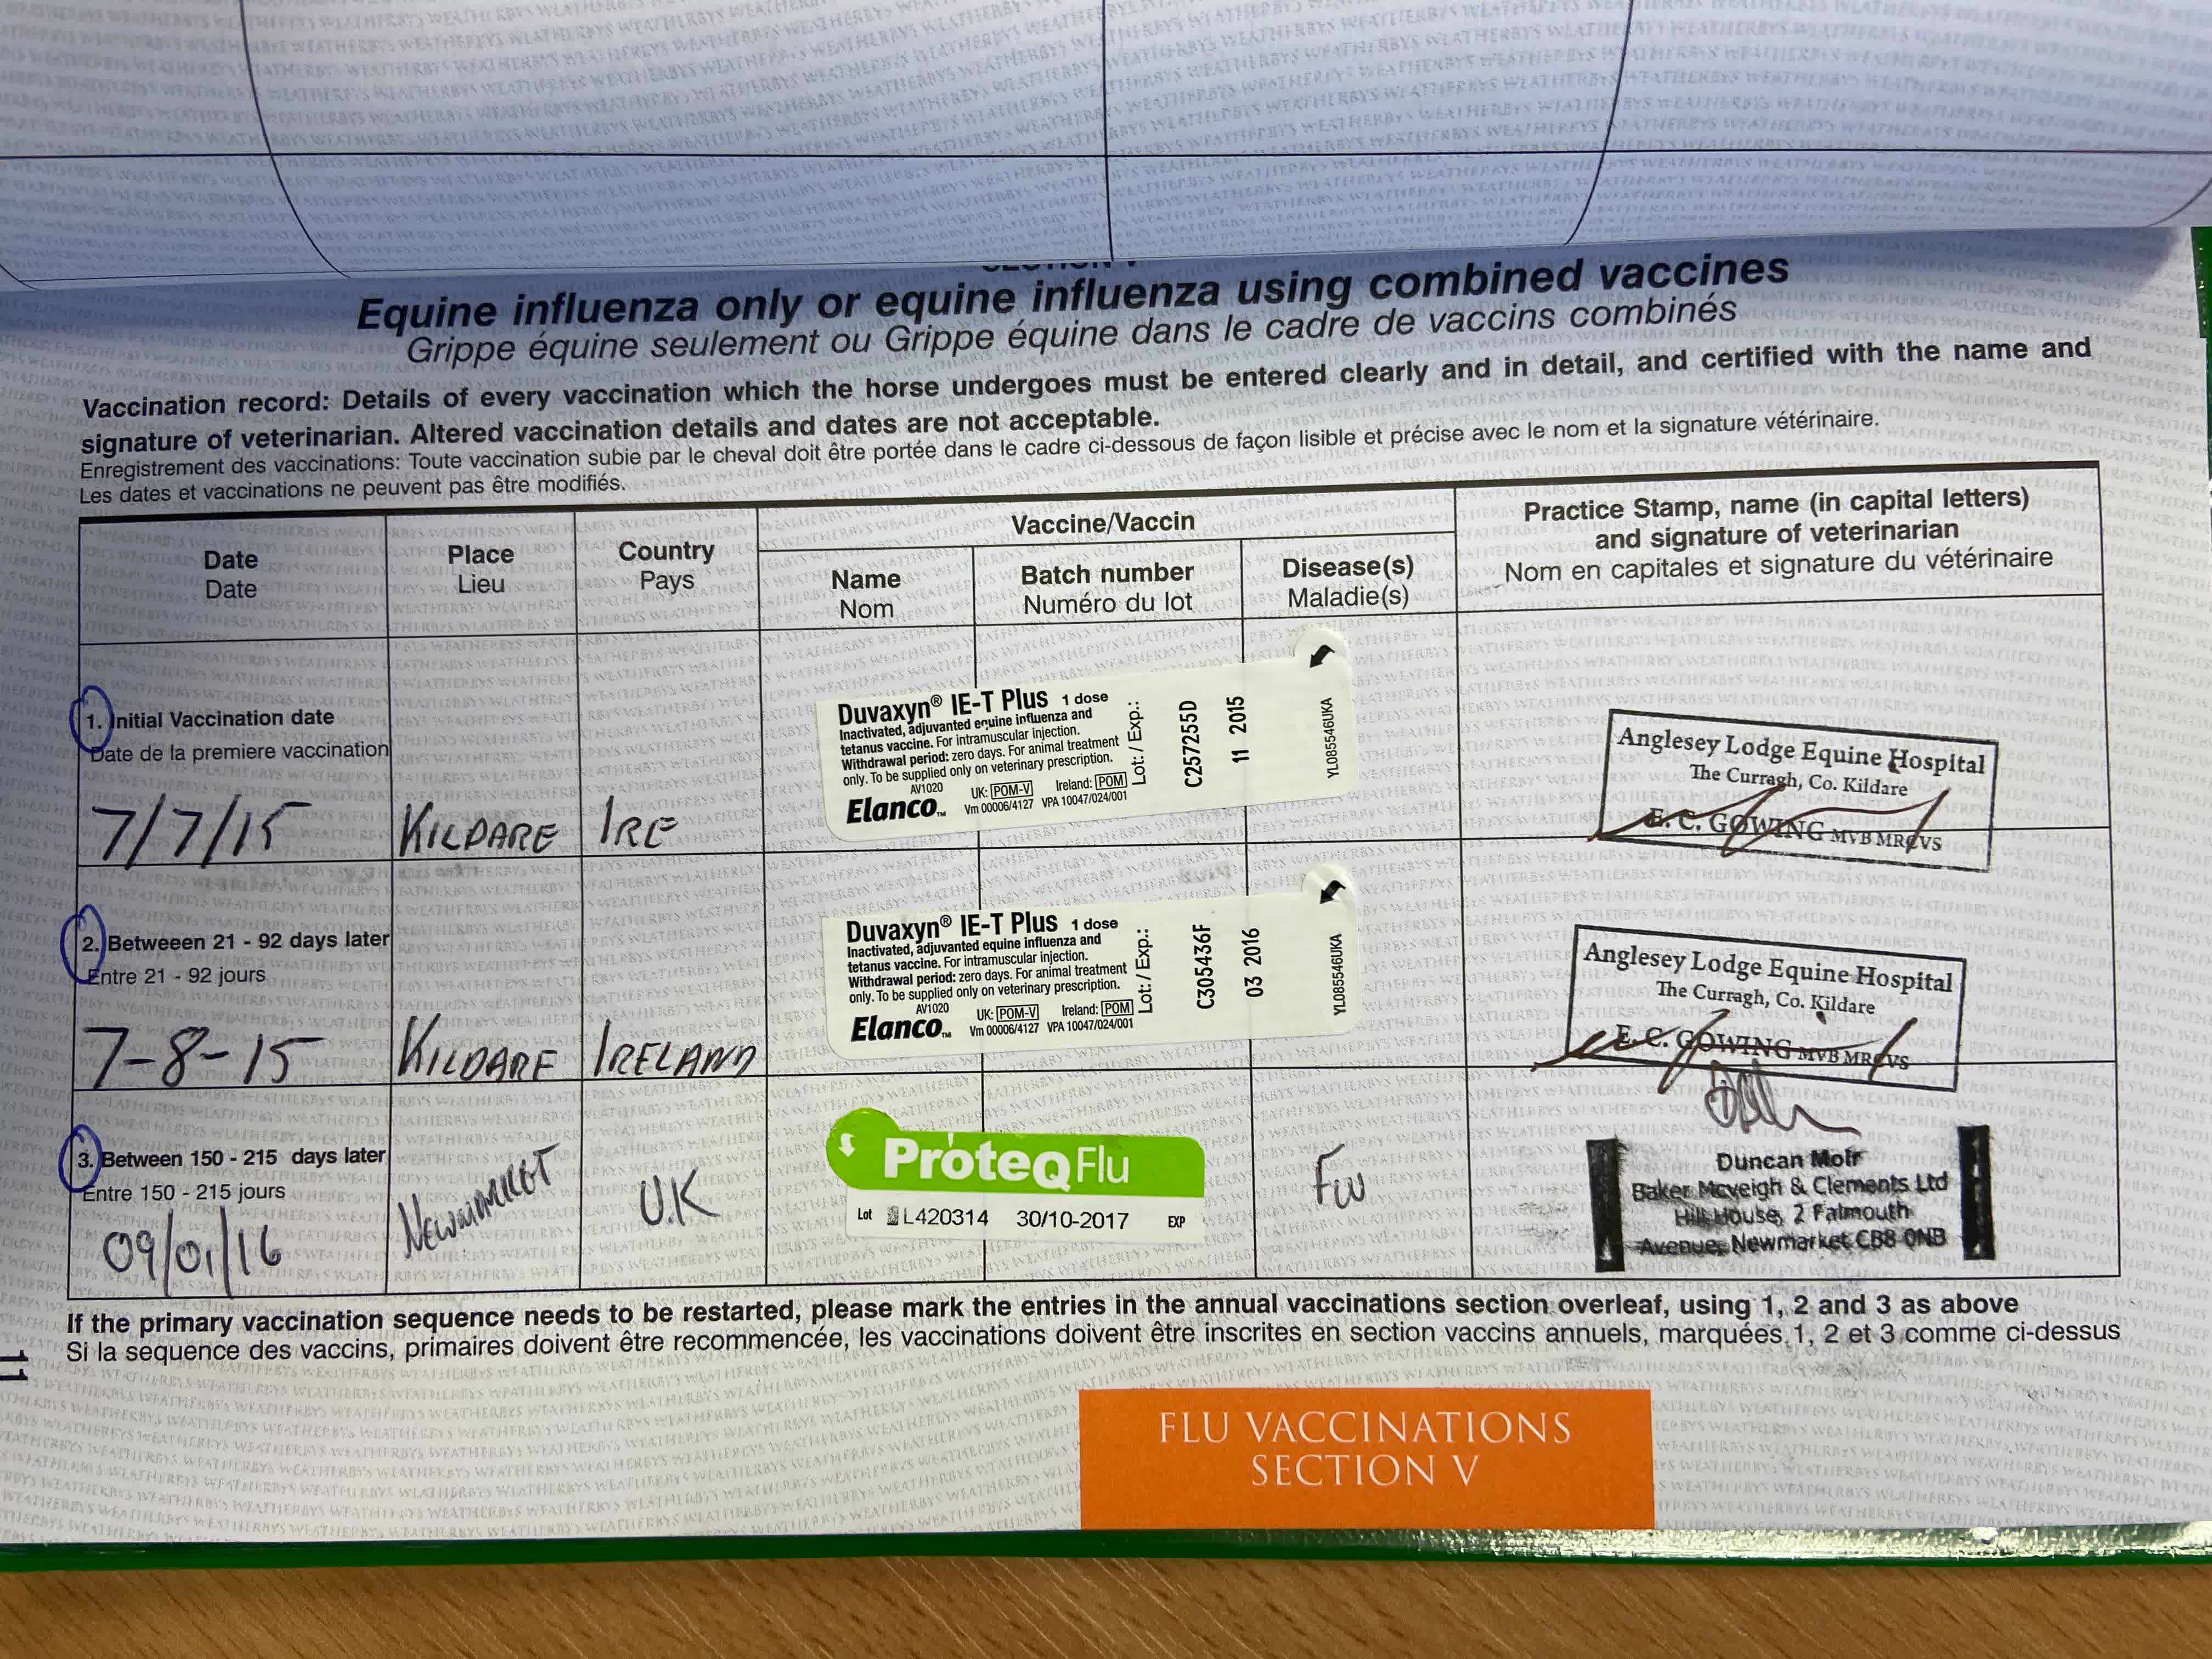 Equine influenza only or equine influenza using combined vaccines
Grippe équine seulement ou Grippe équine dans le cadre de vaccins combinés
Vaccination record: Details of every vaccination which the horse undergoes must be entered clearly and in detail, and certified with the name and
signature of veterinarian. Altered vaccination details and dates are not acceptable.
Enregistrement des vaccinations: Toute vaccination subie par le cheval doit être portée dans le cadre ci-dessous de façon lisible et précise avec le nom et la signature vétérinaire.
Les dates et vaccinations ne peuvent pas être modifiés.
Date
Date
Place
Lieu
Country
Pays
Vaccine/Vaccin
Name
Nom
Batch number
Numéro du lot
Disease(s)
Maladie(s)
Practice Stamp, name (in capital letters)
and signature of veterinarian
Nom en capitales et signature du vétérinaire
1. Initial Vaccination date
Date de la premiere vaccination
7/7/15
KILDARE
IRE
Duvaxyn® IE-T Plus 1 dose
Inactivated, adjuvanted equine influenza and
tetanus vaccine. For intramuscular injection.
Withdrawal period: zero days. For animal treatment
only. To be supplied only on veterinary prescription.
AV1020
UK: POM-V Ireland: POM
Elanco™ Vm 00006/4127 VPA 10047/024/001
Lot: / Exp.:
C257255D
11 2015
YL085546UKA
Anglesey Lodge Equine Hospital
The Curragh, Co. Kildare
E. C. GOWING MVB MRCVS
2. Betweeen 21 - 92 days later
Entre 21 - 92 jours
7-8-15
KILDARE
IRELAND
Duvaxyn® IE-T Plus 1 dose
Inactivated, adjuvanted equine influenza and
tetanus vaccine. For intramuscular injection.
Withdrawal period: zero days. For animal treatment
only. To be supplied only on veterinary prescription.
AV1020
UK: POM-V Ireland: POM
Elanco™ Vm 00006/4127 VPA 10047/024/001
Lot: / Exp.:
C305436F
03 2016
YL085546UKA
Anglesey Lodge Equine Hospital
The Curragh, Co. Kildare
E. C. GOWING MVB MRCVS
3. Between 150 - 215 days later
Entre 150 - 215 jours
09/01/16
NEWMARKET
U.K
ProteqFlu
Lot L420314 30/10-2017 EXP
Flu
Duncan Moir
Baker Mcveigh & Clements Ltd
Hill House, 2 Falmouth
Avenue, Newmarket CB8 0NB
If the primary vaccination sequence needs to be restarted, please mark the entries in the annual vaccinations section overleaf, using 1, 2 and 3 as above
Si la sequence des vaccins, primaires doivent être recommencée, les vaccinations doivent être inscrites en section vaccins annuels, marquées 1, 2 et 3 comme ci-dessus
11
FLU VACCINATIONS
SECTION V